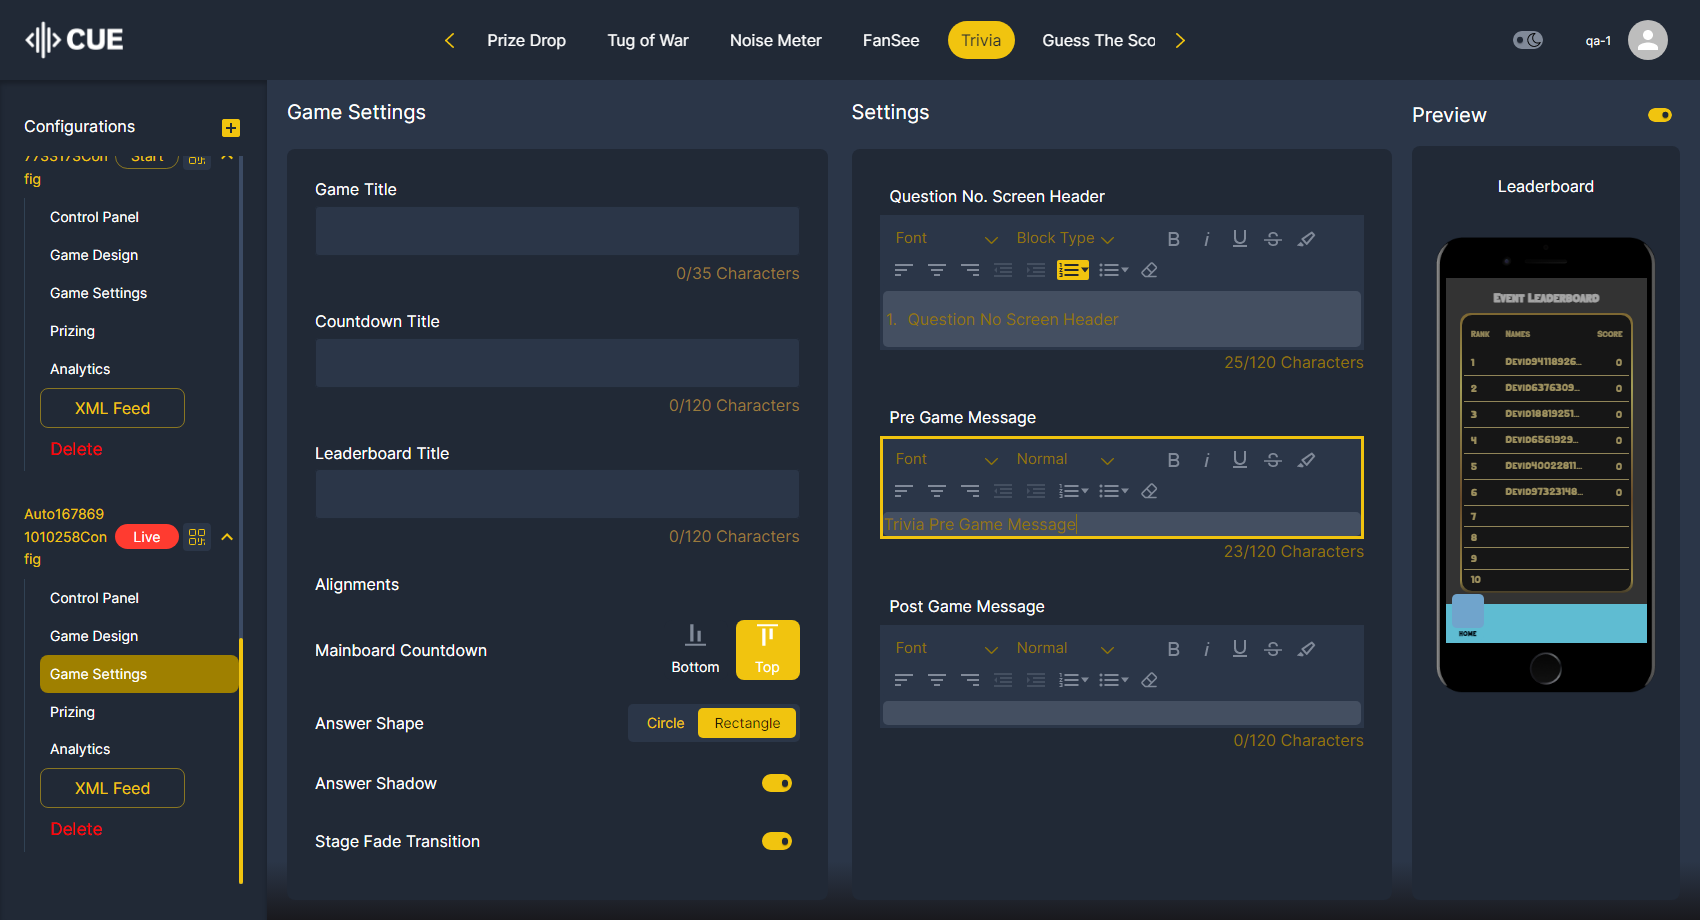 CUE
Prize Drop
Tug of War
Noise Meter
FanSee
Trivia
Guess The Sco
qa-1
Configurations
7733173Con
fig
Start
Control Panel
Game Design
Game Settings
Prizing
Analytics
XML Feed
Delete
Auto167869
1010258Con
fig
Live
Control Panel
Game Design
Game Settings
Prizing
Analytics
XML Feed
Delete
Game Settings
Game Title
0/35 Characters
Countdown Title
0/120 Characters
Leaderboard Title
0/120 Characters
Alignments
Mainboard Countdown
Bottom
Top
Answer Shape
Circle
Rectangle
Answer Shadow
Stage Fade Transition
Settings
Question No. Screen Header
Font
Block Type
B i U S
1. Question No Screen Header
25/120 Characters
Pre Game Message
Font
Normal
B i U S
Trivia Pre Game Message
23/120 Characters
Post Game Message
Font
Normal
B i U S
0/120 Characters
Preview
Leaderboard
Event Leaderboard
Rank Names Score
1 DevID94118926... 0
2 DevID6376309... 0
3 DevID18819251... 0
4 DevID6561929... 0
5 DevID40022811... 0
6 DevID97323148... 0
7
8
9
10
HOME